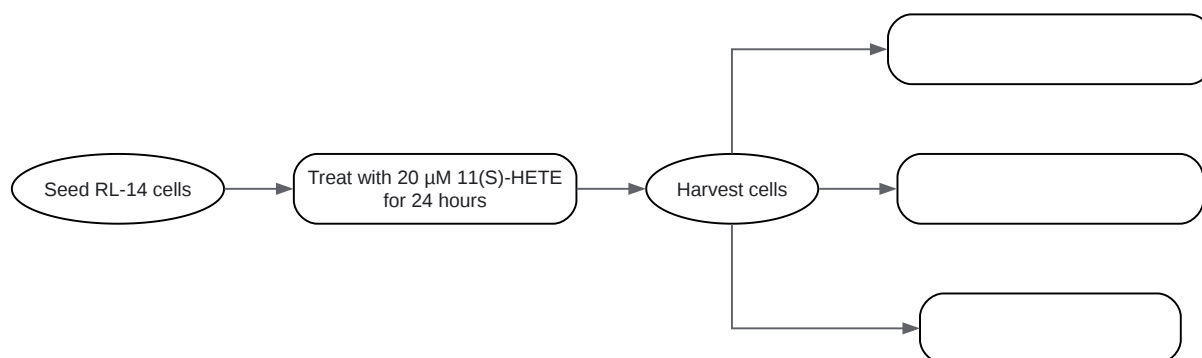 Seed RL-14 cells
Treat with 20 µM 11(S)-HETE
for 24 hours
Harvest cells